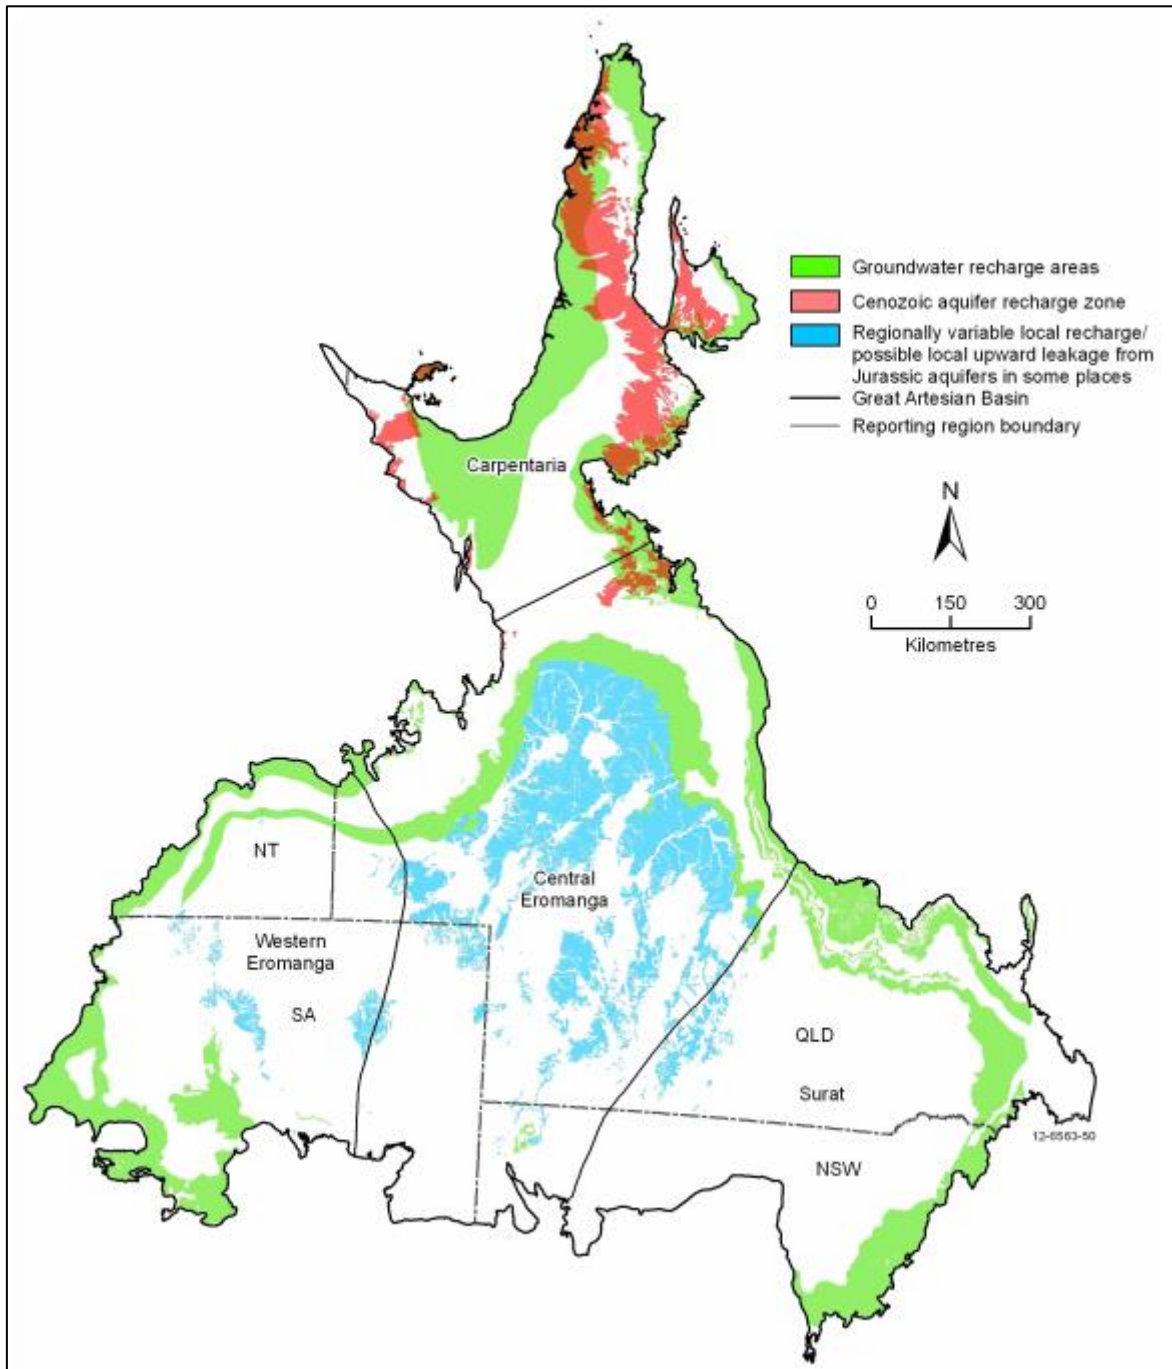 Groundwater recharge areas
Cenozoic aquifer recharge zone
Regionally variable local recharge/
possible local upward leakage from
Jurassic aquifers in some places
Great Artesian Basin
Reporting region boundary
Carpentaria
N
0 150 300
Kilometres
NT
Central
Eromanga
Western
Eromanga
SA
QLD
Surat
12-6563-50
NSW